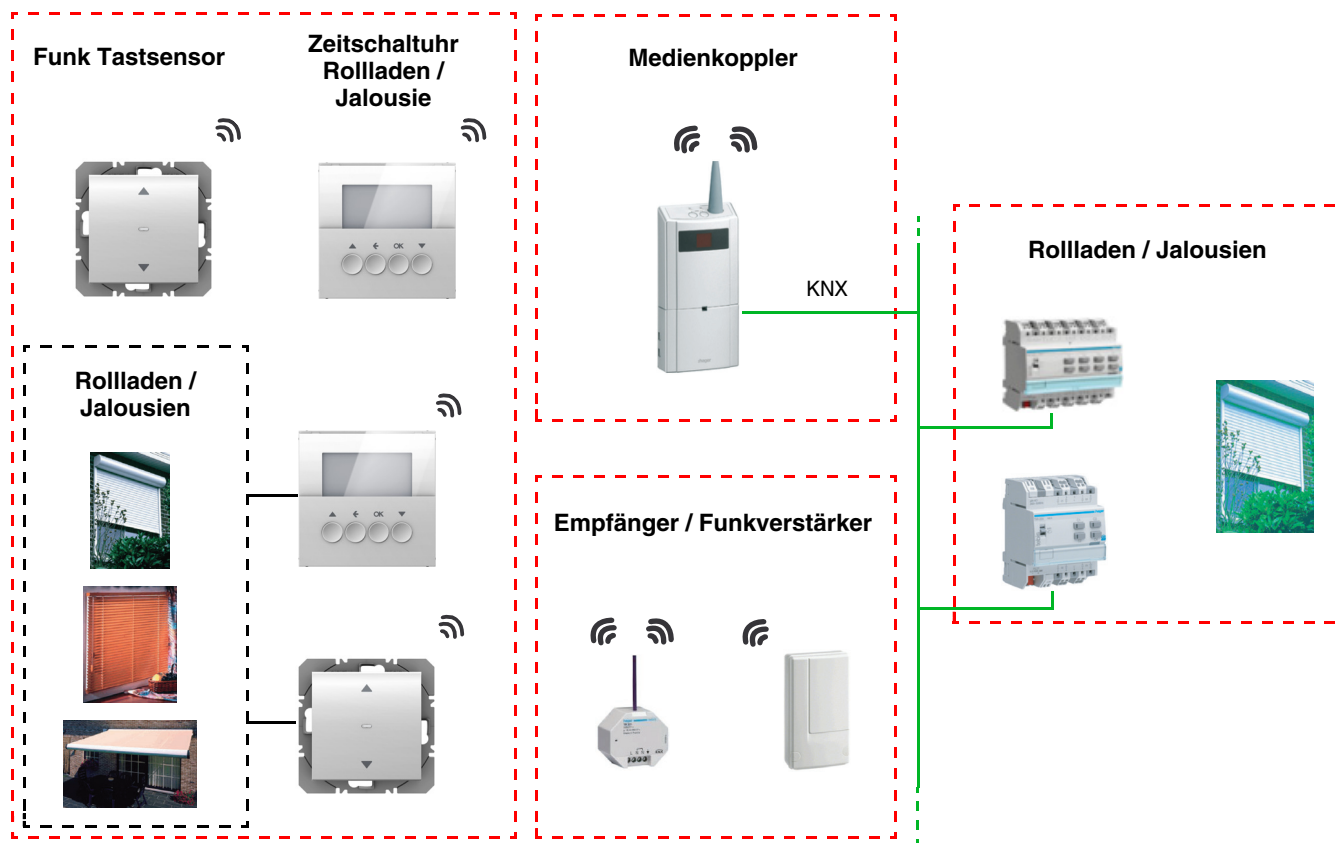 Funk Tastsensor
Zeitschaltuhr
Rollladen /
Jalousie
OK
Medienkoppler
KNX
Rollladen / Jalousien
Rollladen /
Jalousien
OK
Empfänger / Funkverstärker